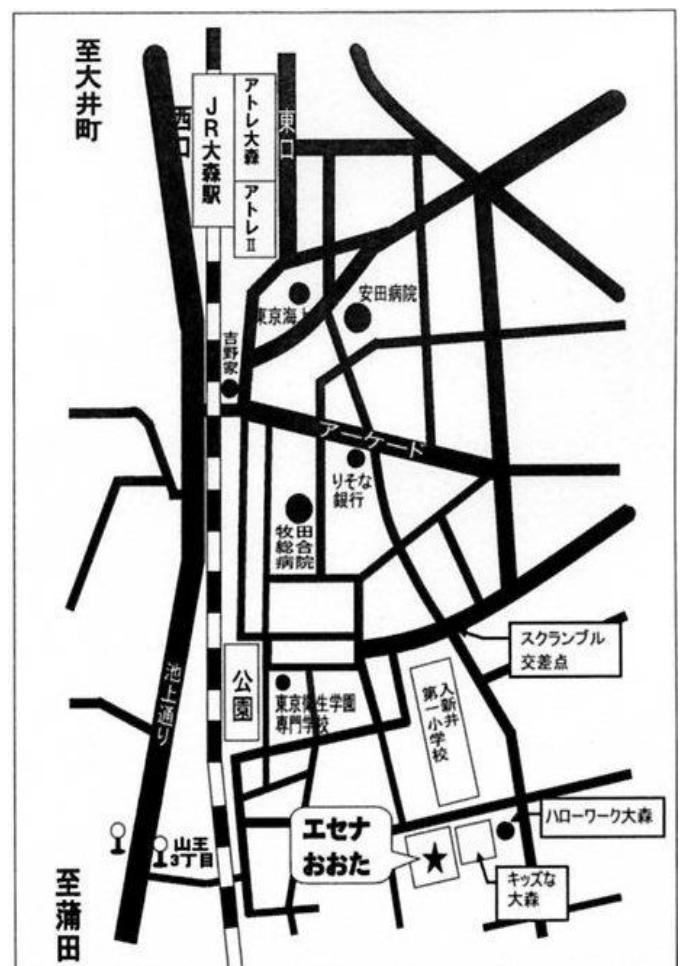 至大井町
西口
JR大森駅
アトレ大森
アトレⅡ
東口
安田病院
東京海上
吉野家
アーケード
りそな
銀行
牧田
総合
病院
スクランブル
交差点
公園
池上通り
東京衛生学園
専門学校
入新井
第一小学校
ハローワーク大森
エセナ
おおた
山王
3丁目
キッズな
大森
至蒲田